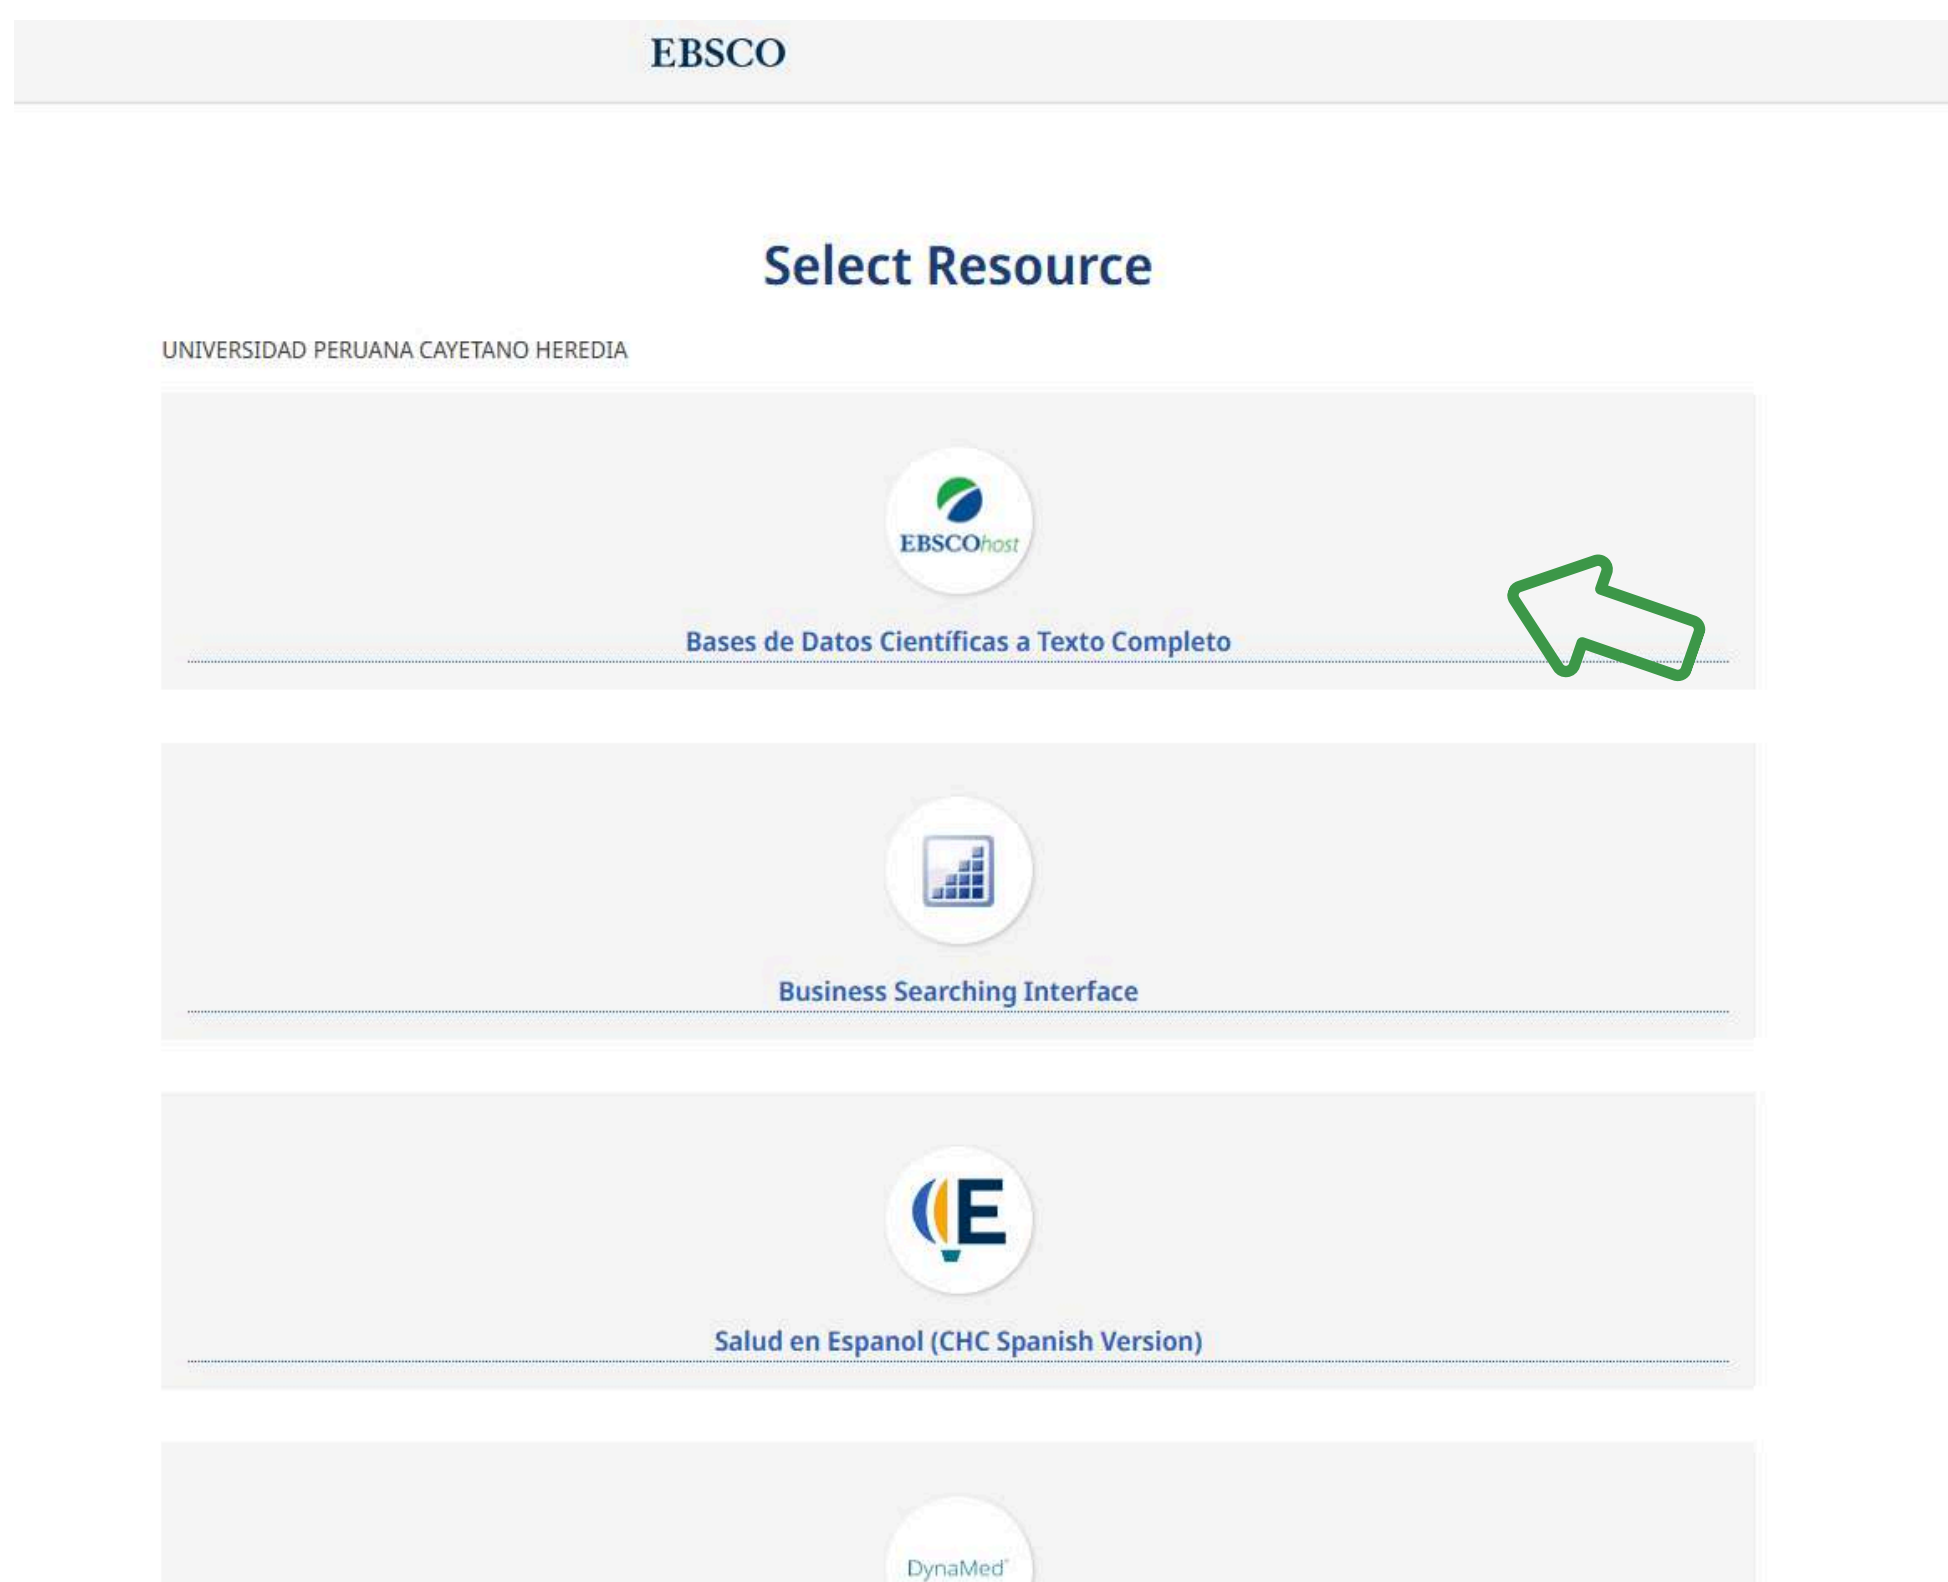 EBSCO
Select Resource
UNIVERSIDAD PERUANA CAYETANO HEREDIA
EBSCOhost
Bases de Datos Científicas a Texto Completo
Business Searching Interface
E
Salud en Espanol (CHC Spanish Version)
DynaMed